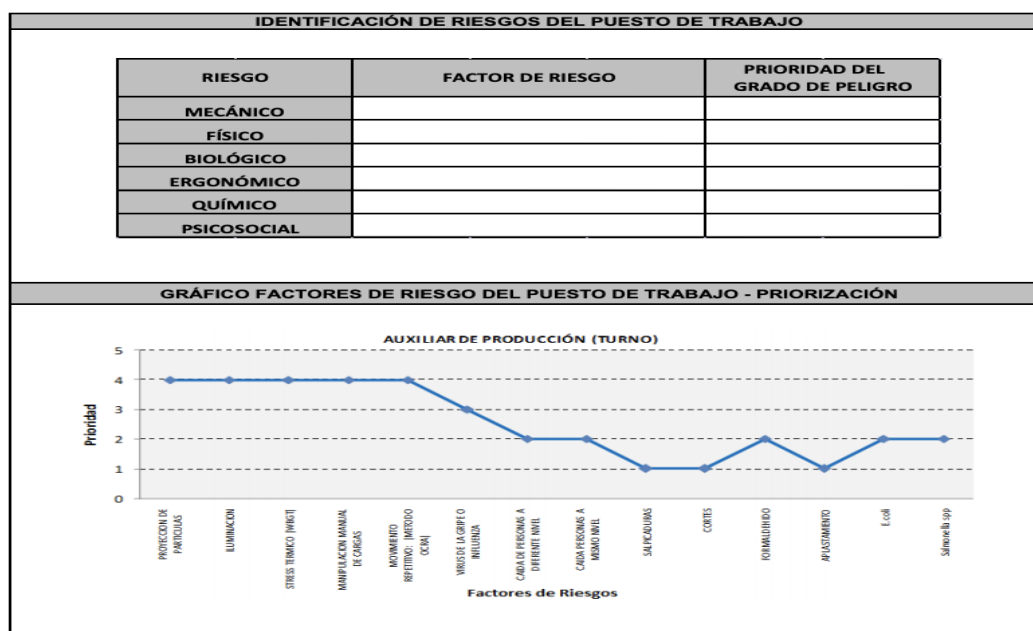 IDENTIFICACIÓN DE RIESGOS DEL PUESTO DE TRABAJO
RIESGO
FACTOR DE RIESGO
PRIORIDAD DEL
GRADO DE PELIGRO
MECÁNICO
FÍSICO
BIOLÓGICO
ERGONÓMICO
QUÍMICO
PSICOSOCIAL
GRÁFICO FACTORES DE RIESGO DEL PUESTO DE TRABAJO - PRIORIZACIÓN
AUXILIAR DE PRODUCCIÓN (TURNO)
Prioridad
5
4
3
2
1
0
PROYECCION DE
PARTICULAS
ILUMINACION
STRESS TERMICO [WBGT]
MANIPULACION MANUAL
DE CARGAS
MOVIMIENTO
REPETITIVO: [METODO
OCRA]
VIRUS DE LA GRIPE O
INFLUENZA
CAIDA DE PERSONAS A
DIFERENTE NIVEL
CAIDA PERSONAS A
MISMO NIVEL
SALPICADURAS
CORTES
FORMALDEHIDO
APLASTAMIENTO
E.coli
Salmonella spp
Factores de Riesgos